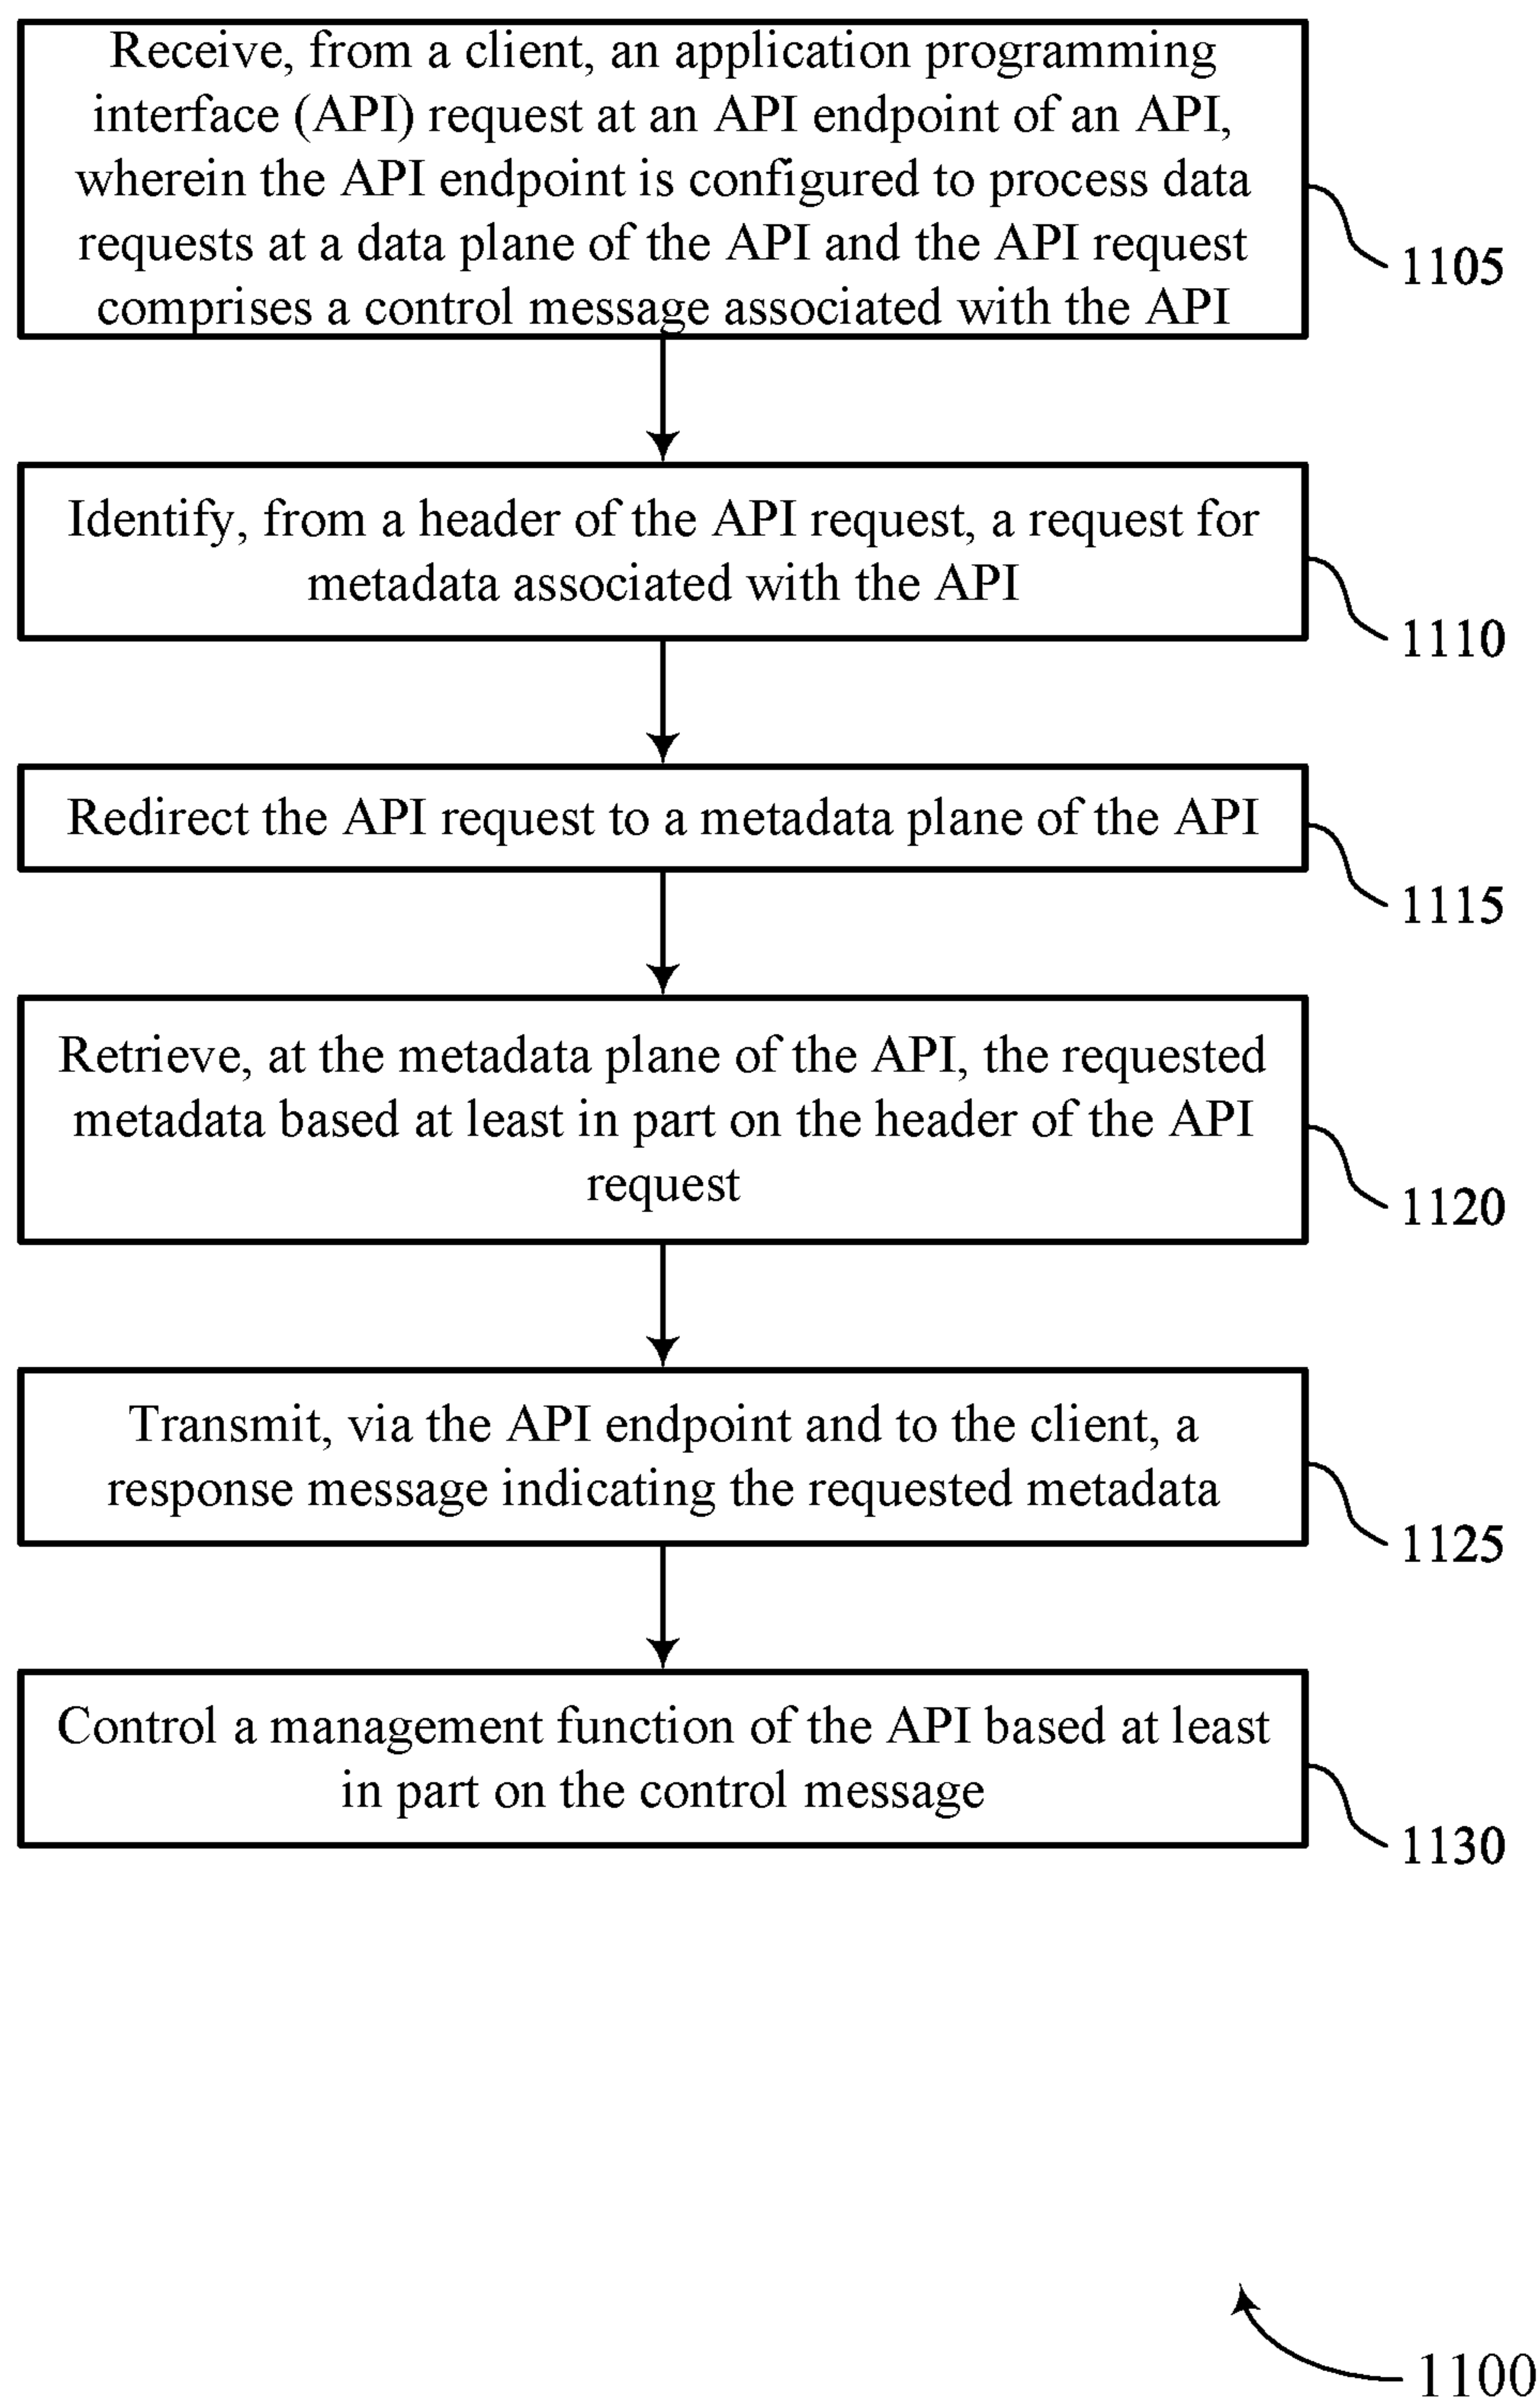 Receive, from a client, an application programming
interface (API) request at an API endpoint of an API,
wherein the API endpoint is configured to process data
requests at a data plane of the API and the API request
comprises a control message associated with the API
1105
Identify, from a header of the API request, a request for
metadata associated with the API
1110
Redirect the API request to a metadata plane of the API
1115
Retrieve, at the metadata plane of the API, the requested
metadata based at least in part on the header of the API
request
1120
Transmit, via the API endpoint and to the client, a
response message indicating the requested metadata
1125
Control a management function of the API based at least
in part on the control message
1130
1100